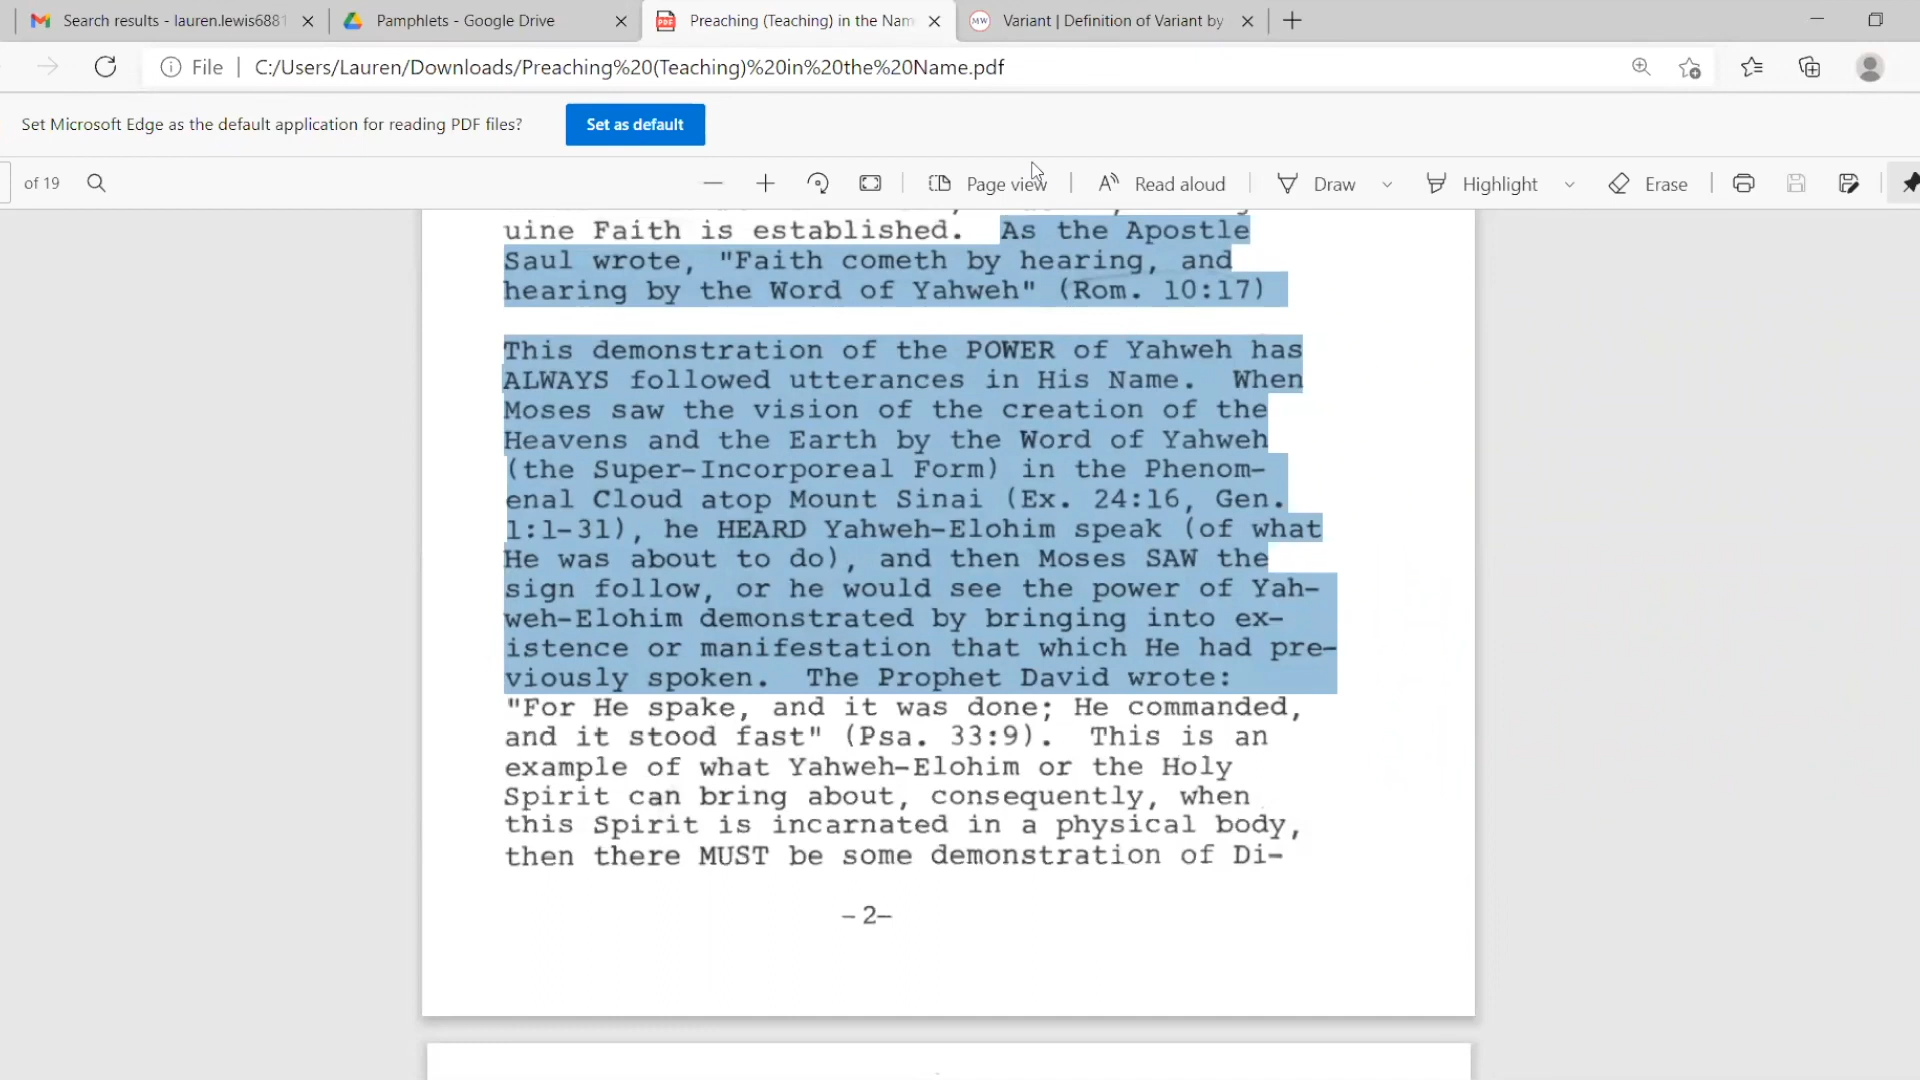 Search results - lauren.lewis6881
Pamphlets - Google Drive
Preaching (Teaching) in the Nam
Variant | Definition of Variant by
File | C:/Users/Lauren/Downloads/Preaching%20(Teaching)%20in%20the%20Name.pdf
Set Microsoft Edge as the default application for reading PDF files?
Set as default
of 19
Page view
Read aloud
Draw
Highlight
Erase
uine Faith is established. As the Apostle
Saul wrote, "Faith cometh by hearing, and
hearing by the Word of Yahweh" (Rom. 10:17)
This demonstration of the POWER of Yahweh has
ALWAYS followed utterances in His Name. When
Moses saw the vision of the creation of the
Heavens and the Earth by the Word of Yahweh
(the Super-Incorporeal Form) in the Phenom-
enal Cloud atop Mount Sinai (Ex. 24:16, Gen.
1:1-31), he HEARD Yahweh-Elohim speak (of what
He was about to do), and then Moses SAW the
sign follow, or he would see the power of Yah-
weh-Elohim demonstrated by bringing into ex-
istence or manifestation that which He had pre-
viously spoken. The Prophet David wrote:
"For He spake, and it was done; He commanded,
and it stood fast" (Psa. 33:9). This is an
example of what Yahweh-Elohim or the Holy
Spirit can bring about, consequently, when
this Spirit is incarnated in a physical body,
then there MUST be some demonstration of Di-
-2-